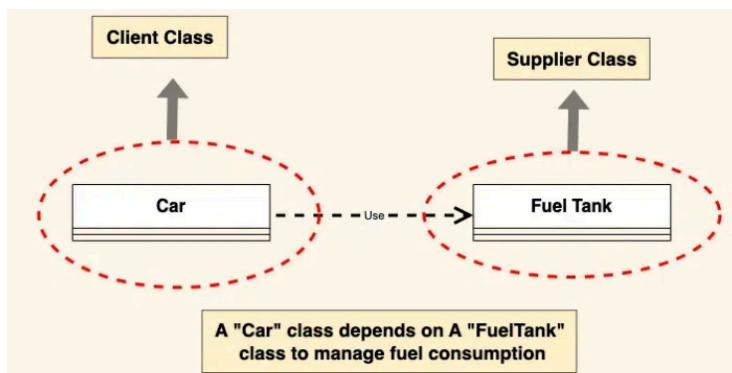 Client Class
Supplier Class
Car
Use
Fuel Tank
A "Car" class depends on A "FuelTank"
class to manage fuel consumption